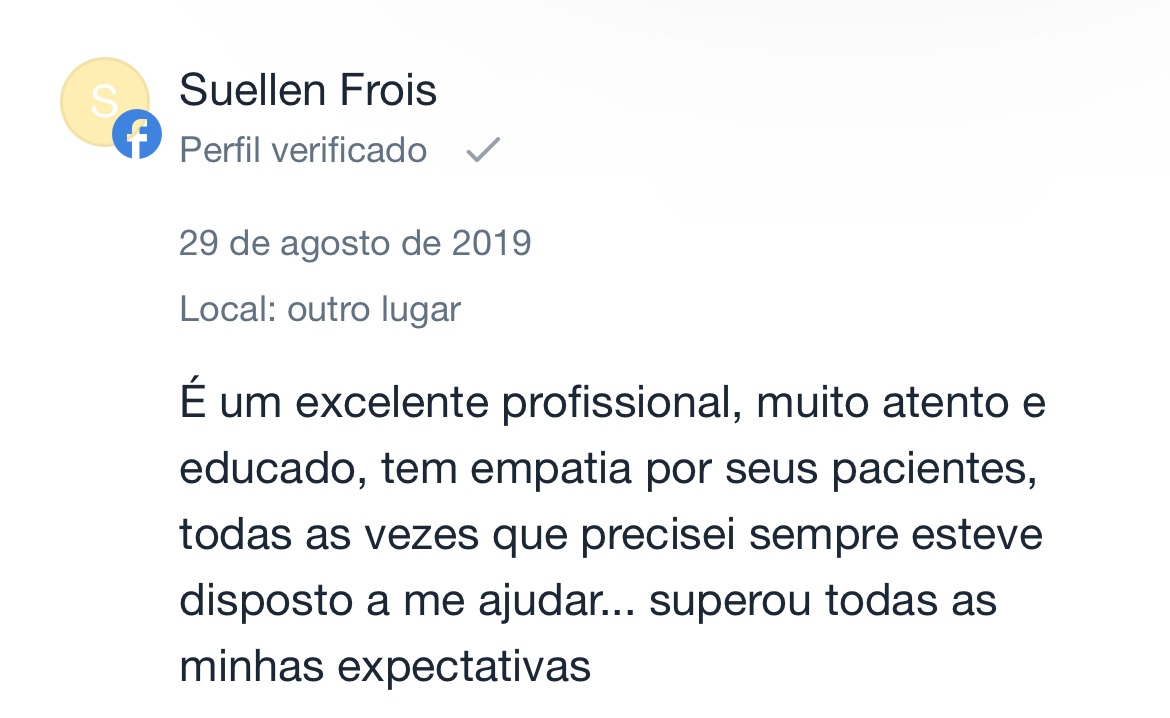 S
Suellen Frois
Perfil verificado
29 de agosto de 2019
Local: outro lugar
É um excelente profissional, muito atento e
educado, tem empatia por seus pacientes,
todas as vezes que precisei sempre esteve
disposto a me ajudar... superou todas as
minhas expectativas